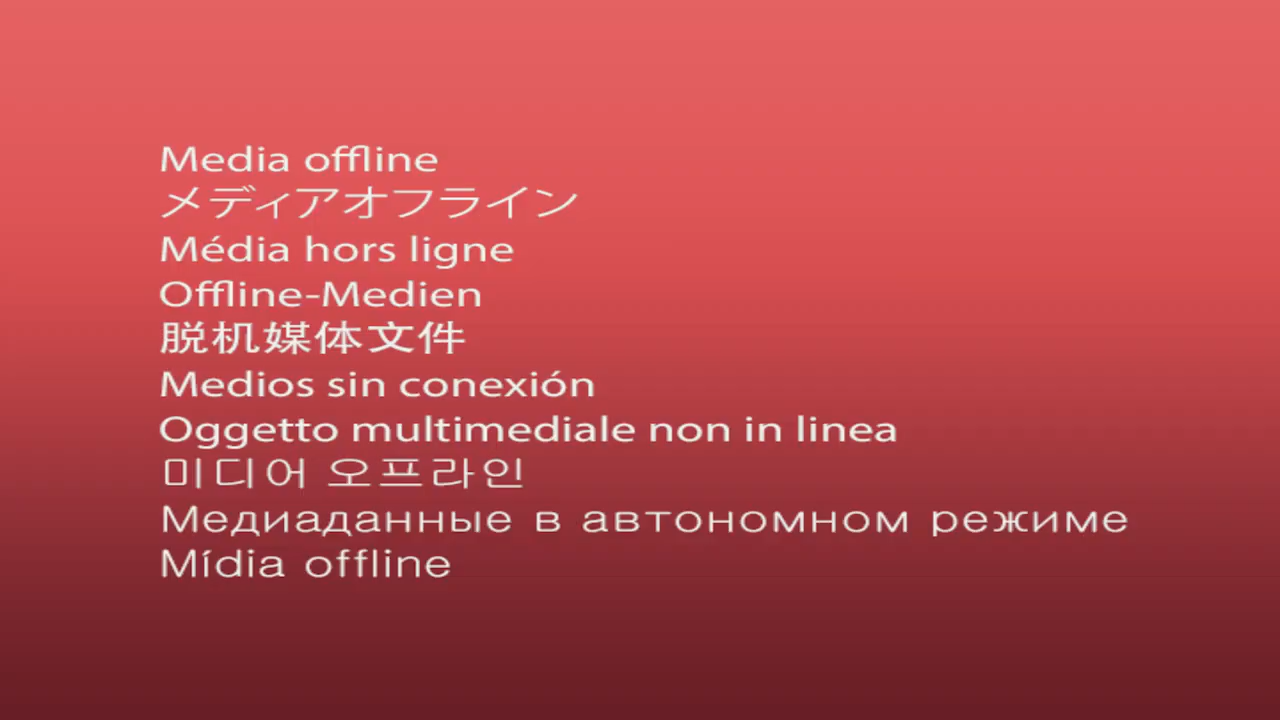 Media offline
メディアオフライン
Média hors ligne
Offline-Medien
脱机媒体文件
Medios sin conexión
Oggetto multimediale non in linea
미디어 오프라인
Медиаданные в автономном режиме
Mídia offline